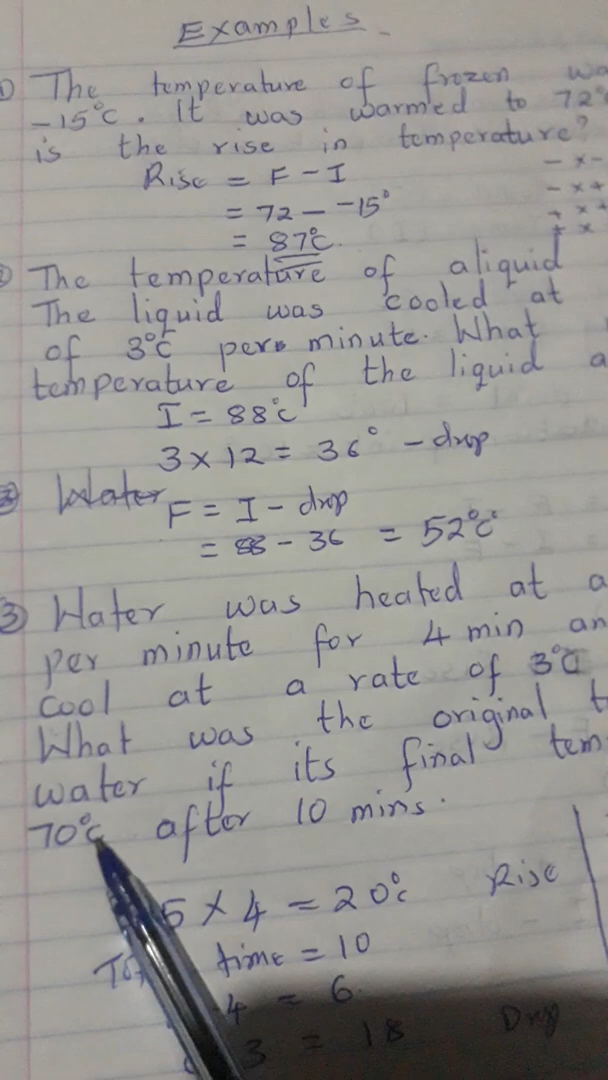 Examples
1) The temperature of frozen
-15°C. It was warmed to 72°
is the rise in temperature?
Rise = F - I
= 72 - -15°
= 87°C.
- x -
- x +
+ x +
+ x
The temperature of a liquid
The liquid was cooled at
of 3°C per minute. What
temperature of the liquid a
I = 88°C
3 x 12 = 36° - drop
Water
F = I - drop
= 88 - 36 = 52°C
3) Water was heated at a
per minute for 4 min an
cool at a rate of 3°C
What was the original t
water if its final tem
70°C after 10 mins.
5 x 4 = 20°C Rise
time = 10
4 = 6.
3 = 18 Drop